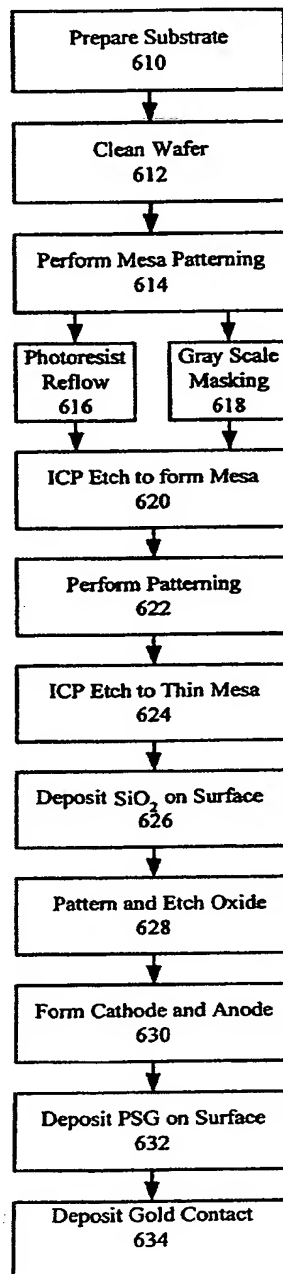 Prepare Substrate
610
Clean Wafer
612
Perform Mesa Patterning
614
Photoresist
Reflow
616
Gray Scale
Masking
618
ICP Etch to form Mesa
620
Perform Patterning
622
ICP Etch to Thin Mesa
624
Deposit SiO₂ on Surface
626
Pattern and Etch Oxide
628
Form Cathode and Anode
630
Deposit PSG on Surface
632
Deposit Gold Contact
634